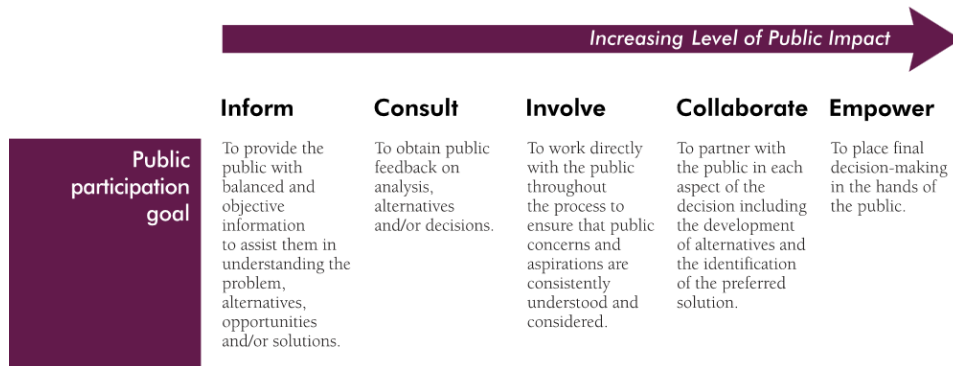 Increasing Level of Public Impact
Inform
Consult
Involve
Collaborate
Empower
Public
participation
goal
To provide the
public with
balanced and
objective
information
to assist them in
understanding the
problem,
alternatives,
opportunities
and/or solutions.
To obtain public
feedback on
analysis,
alternatives
and/or decisions.
To work directly
with the public
throughout
the process to
ensure that public
concerns and
aspirations are
consistently
understood and
considered.
To partner with
the public in each
aspect of the
decision including
the development
of alternatives and
the identification
of the preferred
solution.
To place final
decision-making
in the hands of
the public.